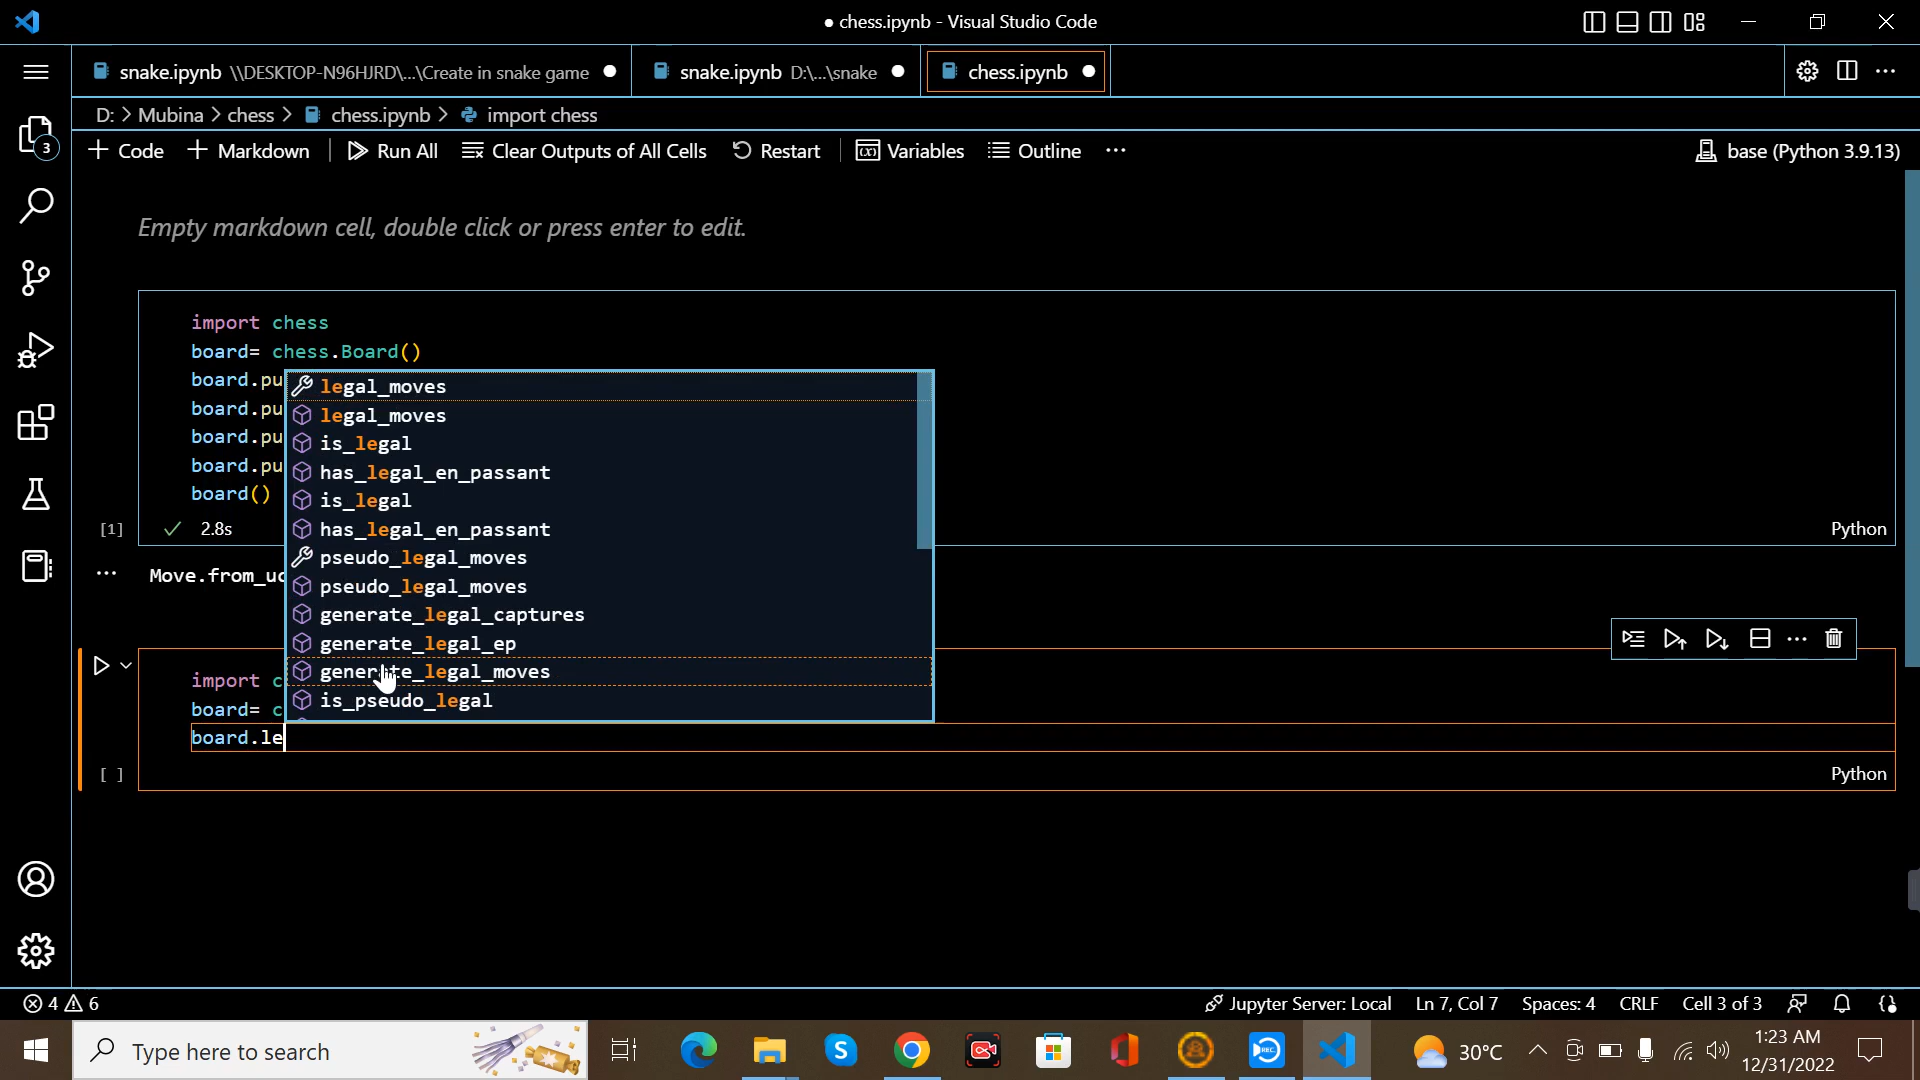 ● chess.ipynb - Visual Studio Code
snake.ipynb \\DESKTOP-N96HJRD\...\Create in snake game ●
snake.ipynb D:\...\snake ●
chess.ipynb ●
D: > Mubina > chess > chess.ipynb > import chess
+ Code + Markdown Run All Clear Outputs of All Cells Restart Variables Outline ... base (Python 3.9.13)
3
Empty markdown cell, double click or press enter to edit.
import chess
board= chess.Board()
board.pu
board.pu
board.pu
board.pu
board()
[1] ✓ 2.8s
Python
legal_moves
legal_moves
is_legal
has_legal_en_passant
is_legal
has_legal_en_passant
pseudo_legal_moves
pseudo_legal_moves
generate_legal_captures
generate_legal_ep
generate_legal_moves
is_pseudo_legal
... Move.from_uc
import c
board= c
board.le
[ ]
Python
4 6
Jupyter Server: Local Ln 7, Col 7 Spaces: 4 CRLF Cell 3 of 3
Type here to search
REC
30°C
1:23 AM
12/31/2022